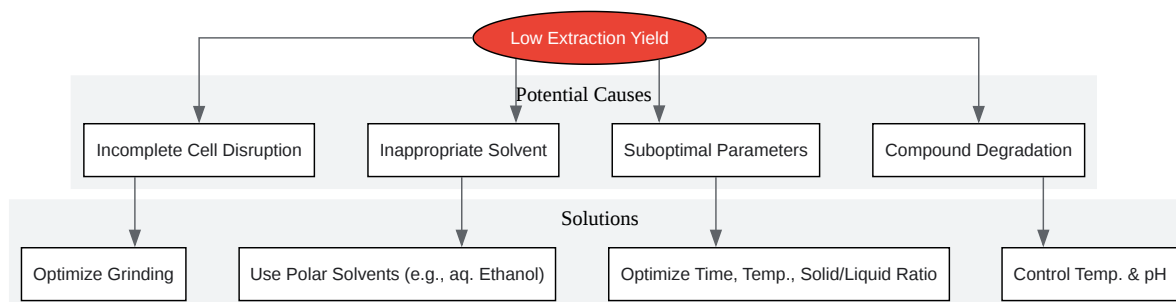 Low Extraction Yield
Potential Causes
Incomplete Cell Disruption
Inappropriate Solvent
Suboptimal Parameters
Compound Degradation
Solutions
Optimize Grinding
Use Polar Solvents (e.g., aq. Ethanol)
Optimize Time, Temp., Solid/Liquid Ratio
Control Temp. & pH